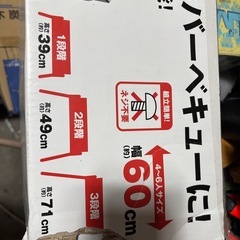 バーベキューに!
1段階
高さ(約)39cm
2段階
高さ(約)49cm
3段階
高さ(約)71cm
組立簡単!
ネジ不要
4~6人サイズ
幅(約)60cm